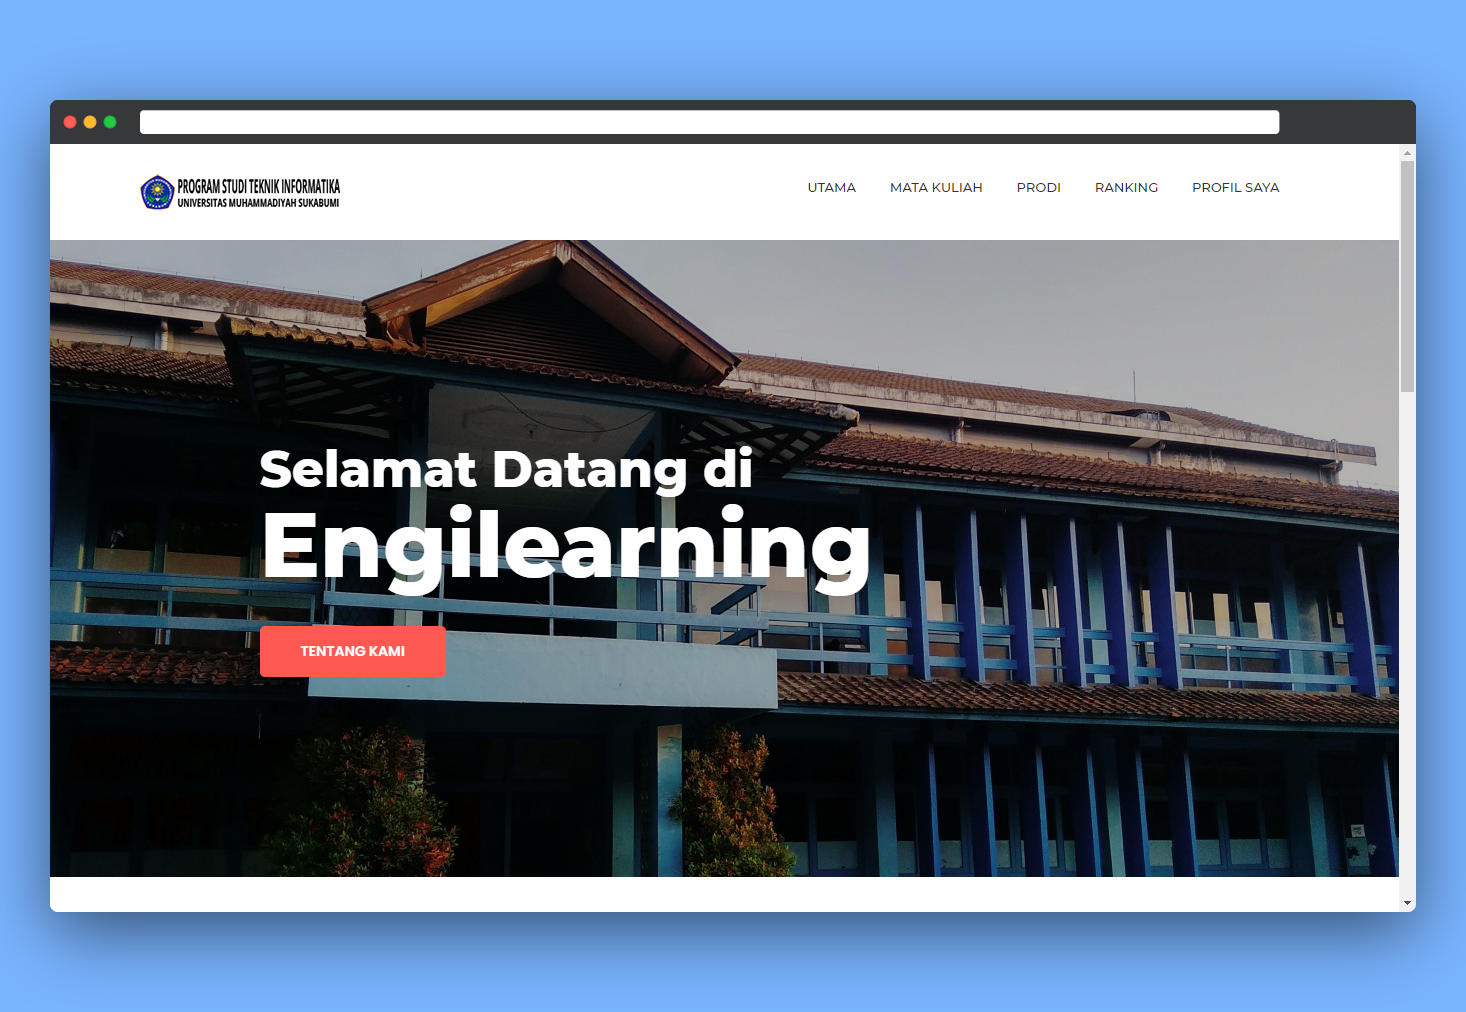 PROGRAM STUDI TEKNIK INFORMATIKA
UNIVERSITAS MUHAMMADIYAH SUKABUMI
UTAMA MATA KULIAH PRODI RANKING PROFIL SAYA
Selamat Datang di
Engilearning
TENTANG KAMI